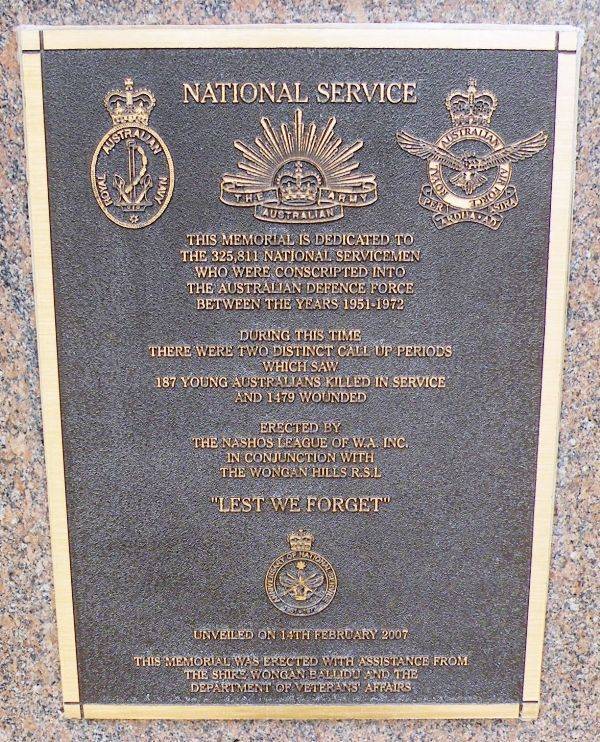 NATIONAL SERVICE
ROYAL AUSTRALIAN NAVY
THE ARMY
AUSTRALIAN
AUSTRALIAN
PER ARDUA AD
THIS MEMORIAL IS DEDICATED TO
THE 325,811 NATIONAL SERVICEMEN
WHO WERE CONSCRIPTED INTO
THE AUSTRALIAN DEFENCE FORCE
BETWEEN THE YEARS 1951-1972
DURING THIS TIME
THERE WERE TWO DISTINCT CALL UP PERIODS
WHICH SAW
187 YOUNG AUSTRALIANS KILLED IN SERVICE
AND 1479 WOUNDED
ERECTED BY
THE NASHOS LEAGUE OF W.A. INC.
IN CONJUNCTION WITH
THE WONGAN HILLS R.S.L
"LEST WE FORGET"
ANNIVERSARY OF NATIONAL SERVICE
UNVEILED ON 14TH FEBRUARY 2007
THIS MEMORIAL WAS ERECTED WITH ASSISTANCE FROM
THE SHIRE WONGAN BALLIDU AND THE
DEPARTMENT OF VETERANS' AFFAIRS